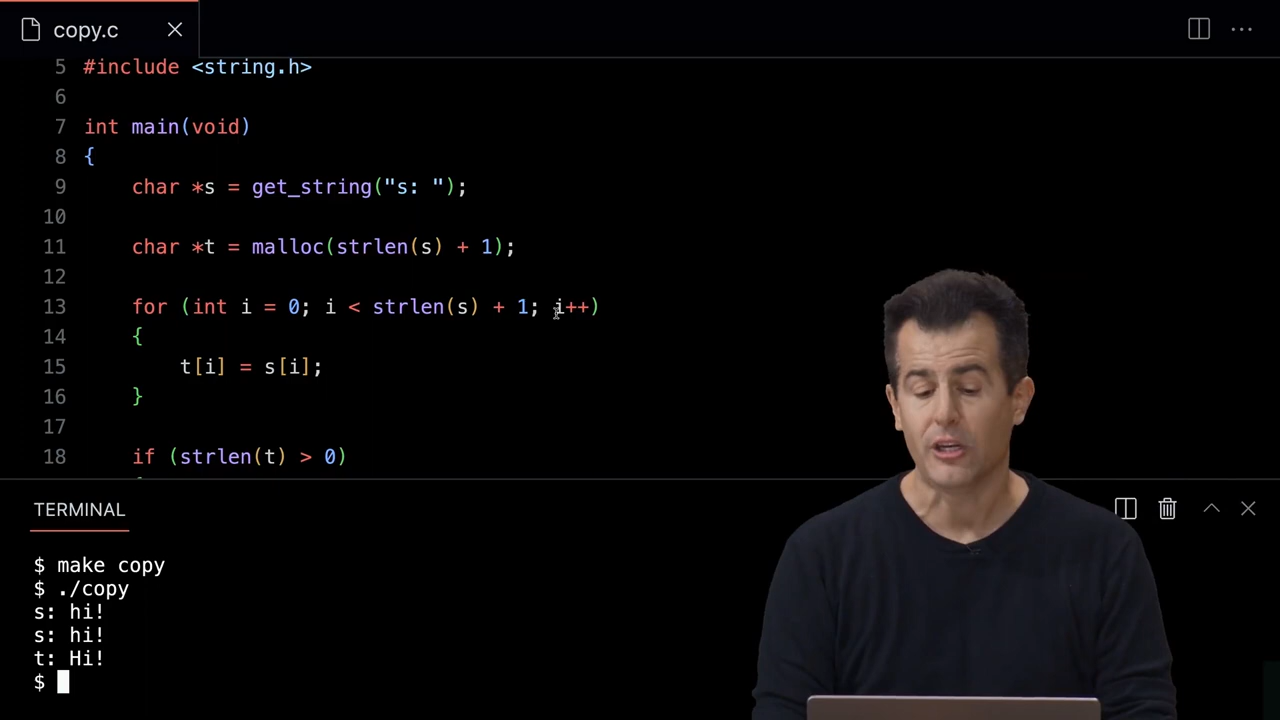 copy.c
5 #include <string.h>
6
7 int main(void)
8 {
9 char *s = get_string("s: ");
10
11 char *t = malloc(strlen(s) + 1);
12
13 for (int i = 0; i < strlen(s) + 1; i++)
14 {
15 t[i] = s[i];
16 }
17
18 if (strlen(t) > 0)
TERMINAL
$ make copy
$ ./copy
s: hi!
s: hi!
t: Hi!
$